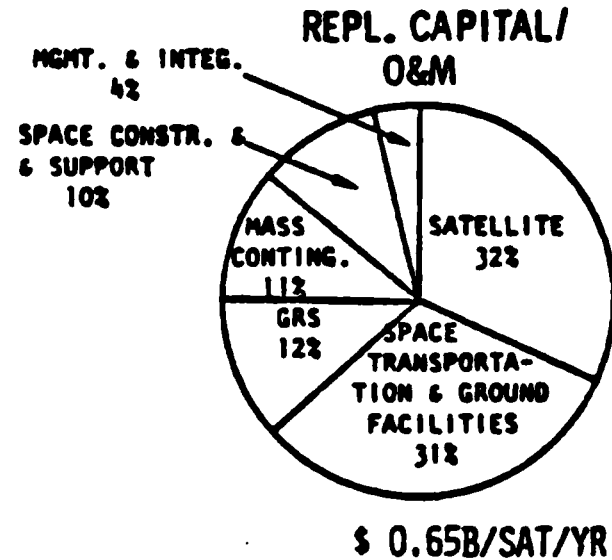 REPL. CAPITAL/
O&M
MGMT. & INTEG.
4%
SPACE CONSTR. &
& SUPPORT
10%
MASS
CONTING.
11%
SATELLITE
32%
GRS
12%
SPACE
TRANSPORTA-
TION & GROUND
FACILITIES
31%
$ 0.65B/SAT/YR